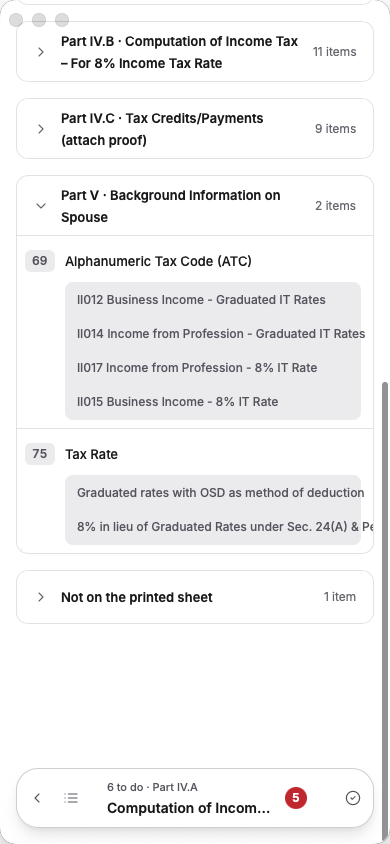 Part IV.B · Computation of Income Tax
– For 8% Income Tax Rate
11 items
Part IV.C · Tax Credits/Payments
(attach proof)
9 items
Part V · Background Information on
Spouse
2 items
69 Alphanumeric Tax Code (ATC)
II012 Business Income - Graduated IT Rates
II014 Income from Profession - Graduated IT Rates
II017 Income from Profession - 8% IT Rate
II015 Business Income - 8% IT Rate
75 Tax Rate
Graduated rates with OSD as method of deduction
8% in lieu of Graduated Rates under Sec. 24(A) &
Not on the printed sheet
1 item
6 to do · Part IV.A
Computation of Incom...
5